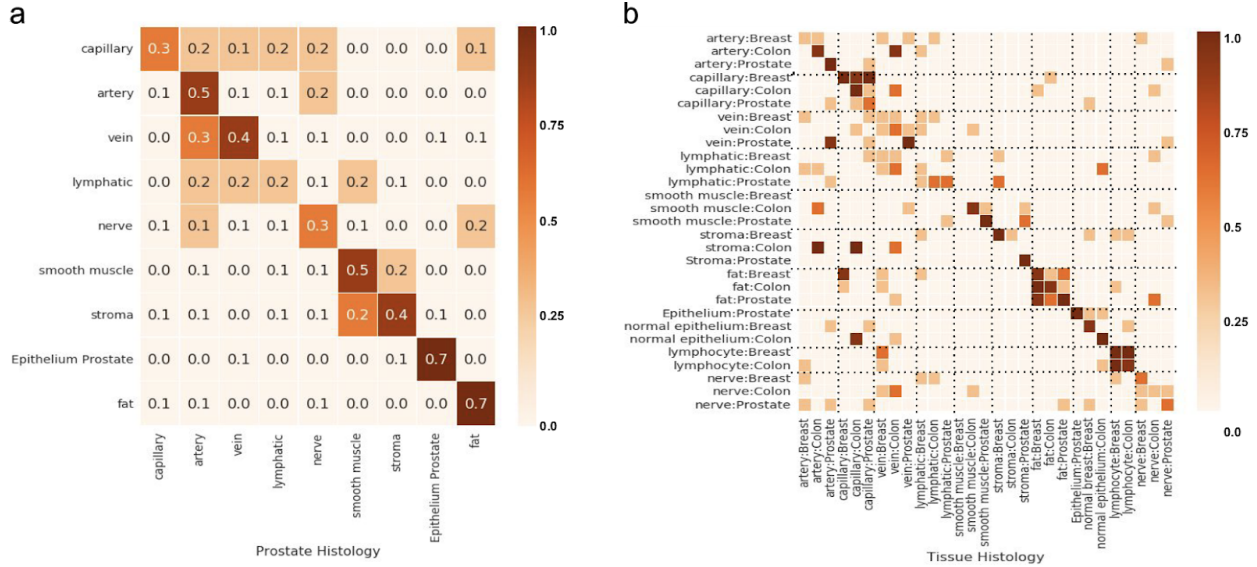 a
capillary 0.3 0.2 0.1 0.2 0.2 0.0 0.0 0.0 0.1
artery 0.1 0.5 0.1 0.1 0.2 0.0 0.0 0.0 0.0
vein 0.0 0.3 0.4 0.1 0.1 0.0 0.0 0.1 0.1
lymphatic 0.0 0.2 0.2 0.2 0.1 0.2 0.1 0.0 0.0
nerve 0.1 0.1 0.1 0.1 0.3 0.0 0.0 0.0 0.2
smooth muscle 0.0 0.1 0.0 0.1 0.1 0.5 0.2 0.0 0.0
stroma 0.1 0.1 0.0 0.1 0.0 0.2 0.4 0.1 0.0
Epithelium Prostate 0.0 0.0 0.1 0.0 0.0 0.0 0.1 0.7 0.0
fat 0.1 0.1 0.0 0.0 0.1 0.0 0.0 0.0 0.7
capillary
artery
vein
lymphatic
nerve
smooth muscle
stroma
Epithelium Prostate
fat
Prostate Histology
1.0
0.75
0.5
0.25
0.0
b
artery:Breast
artery:Colon
artery:Prostate
capillary:Breast
capillary:Colon
capillary:Prostate
vein:Breast
vein:Colon
vein:Prostate
lymphatic:Breast
lymphatic:Colon
lymphatic:Prostate
smooth muscle:Breast
smooth muscle:Colon
smooth muscle:Prostate
stroma:Breast
stroma:Colon
Stroma:Prostate
fat:Breast
fat:Colon
fat:Prostate
Epithelium:Prostate
normal epithelium:Breast
normal epithelium:Colon
lymphocyte:Breast
lymphocyte:Colon
nerve:Breast
nerve:Colon
nerve:Prostate
artery:Breast
artery:Colon
artery:Prostate
capillary:Breast
capillary:Colon
capillary:Prostate
vein:Breast
vein:Colon
vein:Prostate
lymphatic:Breast
lymphatic:Colon
lymphatic:Prostate
smooth muscle:Breast
smooth muscle:Colon
smooth muscle:Prostate
stroma:Breast
stroma:Colon
stroma:Prostate
fat:Breast
fat:Colon
fat:Prostate
Epithelium:Prostate
normal breast:Breast
normal epithelium:Colon
lymphocyte:Breast
lymphocyte:Colon
nerve:Breast
nerve:Colon
nerve:Prostate
Tissue Histology
1.0
0.75
0.5
0.25
0.0